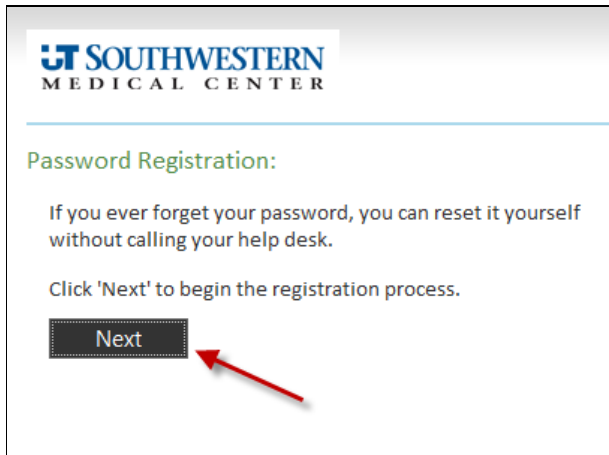 UT SOUTHWESTERN
MEDICAL CENTER
Password Registration:
If you ever forget your password, you can reset it yourself
without calling your help desk.
Click 'Next' to begin the registration process.
Next